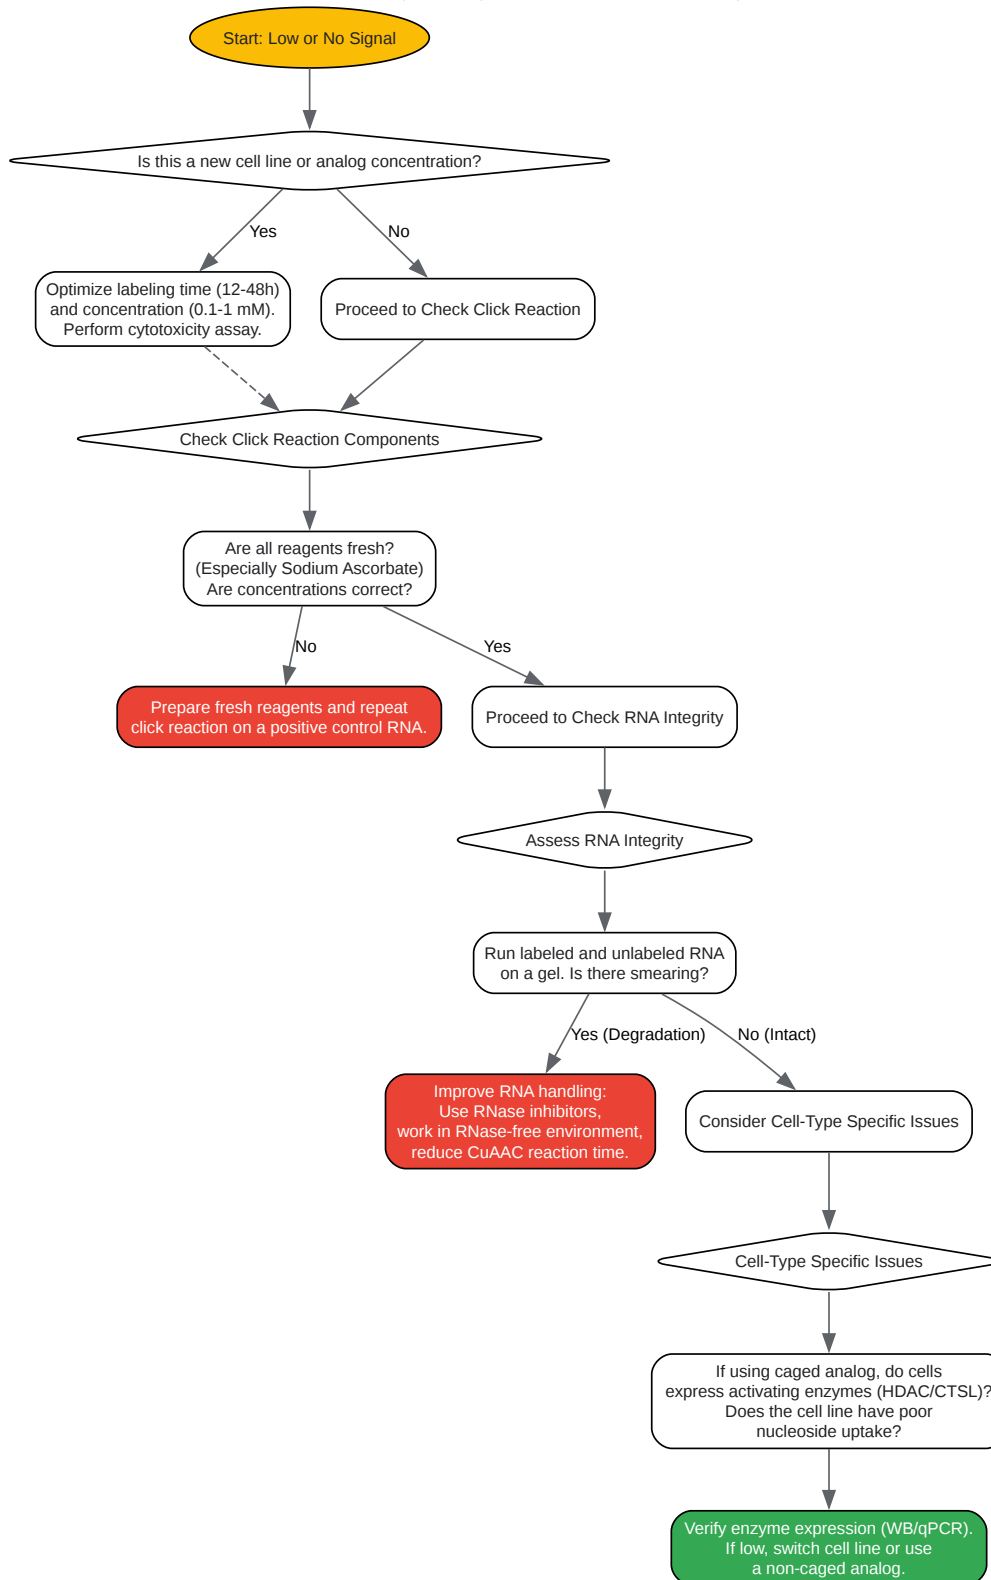 Start: Low or No Signal
Is this a new cell line or analog concentration?
Yes
No
Optimize labeling time (12-48h)
and concentration (0.1-1 mM).
Perform cytotoxicity assay.
Proceed to Check Click Reaction
Check Click Reaction Components
Are all reagents fresh?
(Especially Sodium Ascorbate)
Are concentrations correct?
No
Yes
Prepare fresh reagents and repeat
click reaction on a positive control RNA.
Proceed to Check RNA Integrity
Assess RNA Integrity
Run labeled and unlabeled RNA
on a gel. Is there smearing?
Yes (Degradation)
No (Intact)
Improve RNA handling:
Use RNase inhibitors,
work in RNase-free environment,
reduce CuAAC reaction time.
Consider Cell-Type Specific Issues
Cell-Type Specific Issues
If using caged analog, do cells
express activating enzymes (HDAC/CTSL)?
Does the cell line have poor
nucleoside uptake?
Verify enzyme expression (WB/qPCR).
If low, switch cell line or use
a non-caged analog.